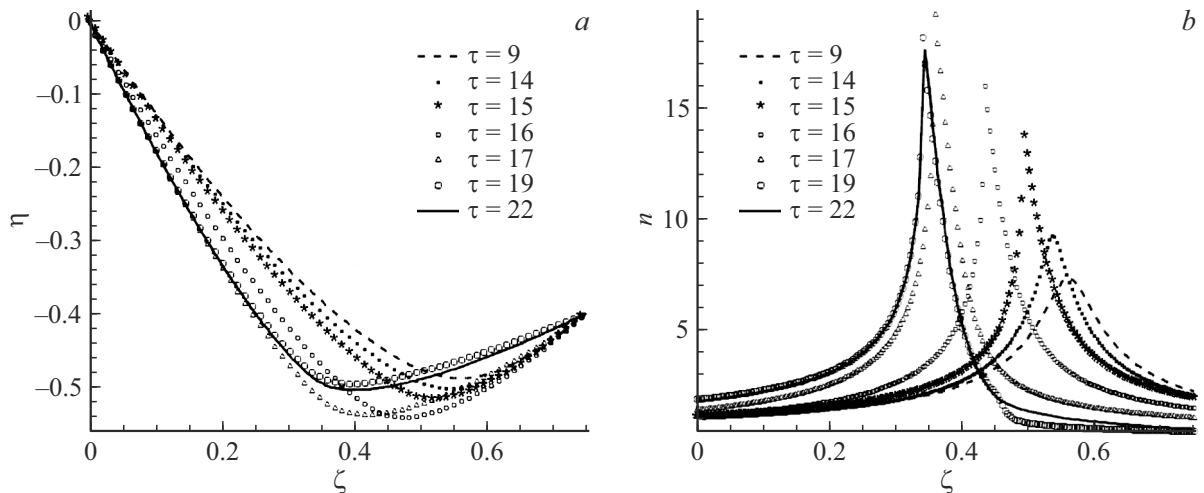 a
0
–0.1
–0.2
–0.3
–0.4
–0.5
η
τ = 9
τ = 14
τ = 15
τ = 16
τ = 17
τ = 19
τ = 22
0 0.2 0.4 0.6
ζ
b
15
10
5
n
τ = 9
τ = 14
τ = 15
τ = 16
τ = 17
τ = 19
τ = 22
0 0.2 0.4 0.6
ζ